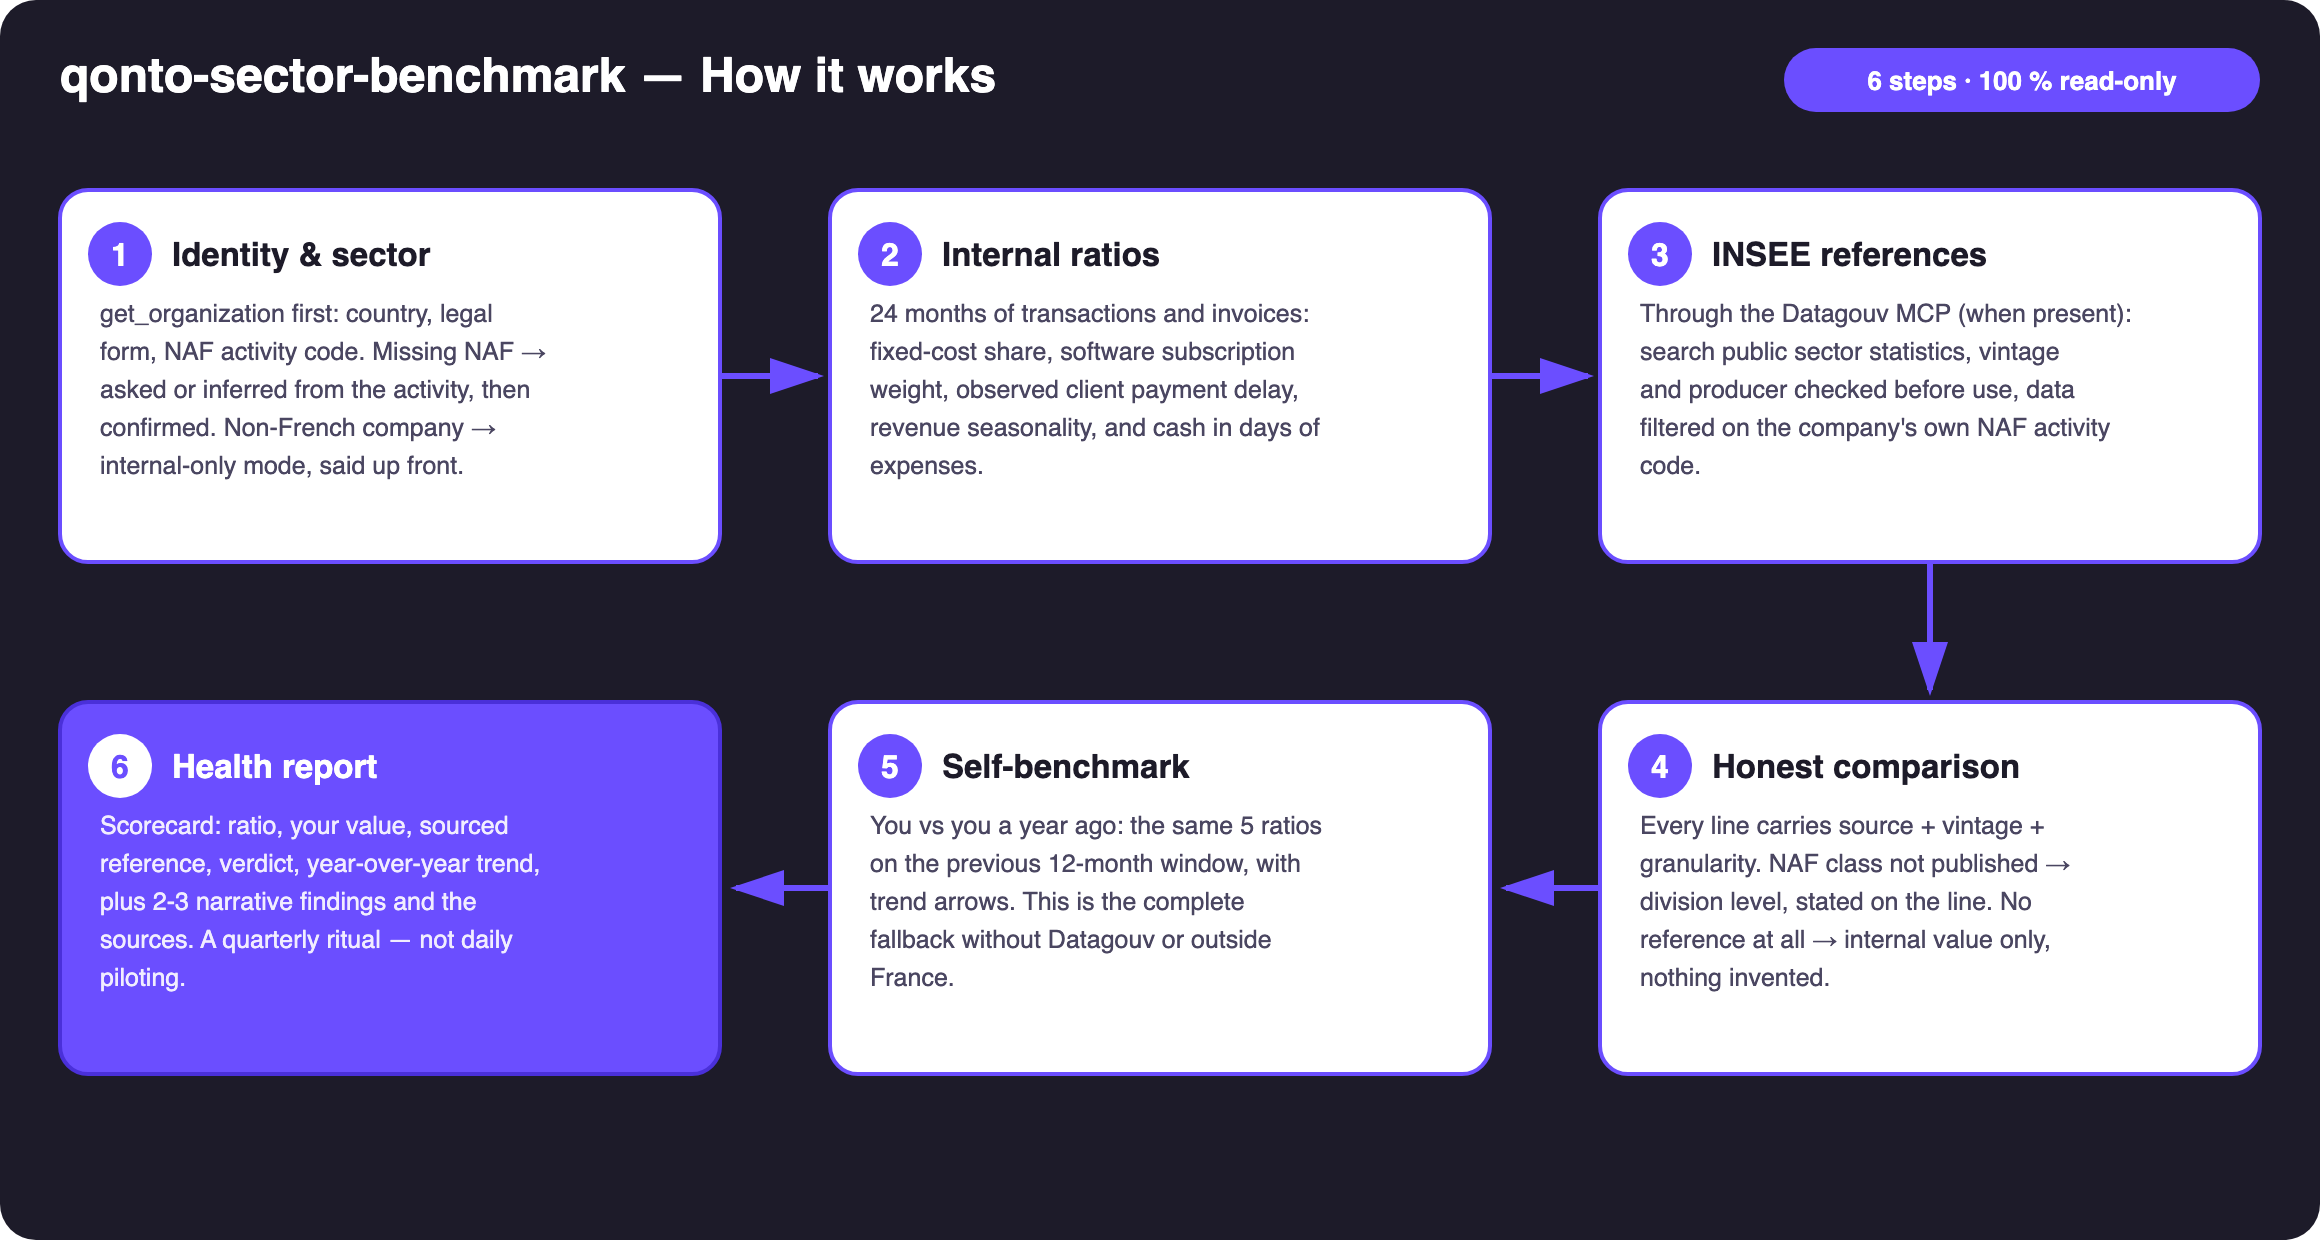 qonto-sector-benchmark — How it works
6 steps · 100 % read-only
1 Identity & sector
get_organization first: country, legal
form, NAF activity code. Missing NAF →
asked or inferred from the activity, then
confirmed. Non-French company →
internal-only mode, said up front.
2 Internal ratios
24 months of transactions and invoices:
fixed-cost share, software subscription
weight, observed client payment delay,
revenue seasonality, and cash in days of
expenses.
3 INSEE references
Through the Datagouv MCP (when present):
search public sector statistics, vintage
and producer checked before use, data
filtered on the company's own NAF activity
code.
4 Honest comparison
Every line carries source + vintage +
granularity. NAF class not published →
division level, stated on the line. No
reference at all → internal value only,
nothing invented.
5 Self-benchmark
You vs you a year ago: the same 5 ratios
on the previous 12-month window, with
trend arrows. This is the complete
fallback without Datagouv or outside
France.
6 Health report
Scorecard: ratio, your value, sourced
reference, verdict, year-over-year trend,
plus 2-3 narrative findings and the
sources. A quarterly ritual — not daily
piloting.